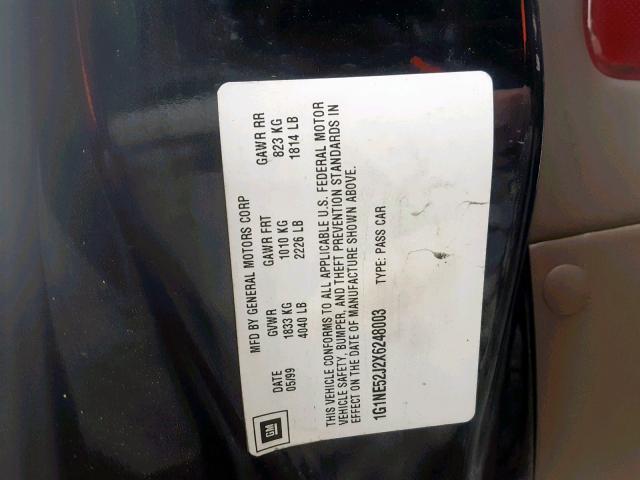 GM
MFD BY GENERAL MOTORS CORP
DATE GVWR GAWR FRT GAWR RR
05/99 1833 KG 1010 KG 823 KG
4040 LB 2226 LB 1814 LB
THIS VEHICLE CONFORMS TO ALL APPLICABLE U.S. FEDERAL MOTOR
VEHICLE SAFETY, BUMPER, AND THEFT PREVENTION STANDARDS IN
EFFECT ON THE DATE OF MANUFACTURE SHOWN ABOVE.
1G1NE52J2X6248003 TYPE: PASS CAR